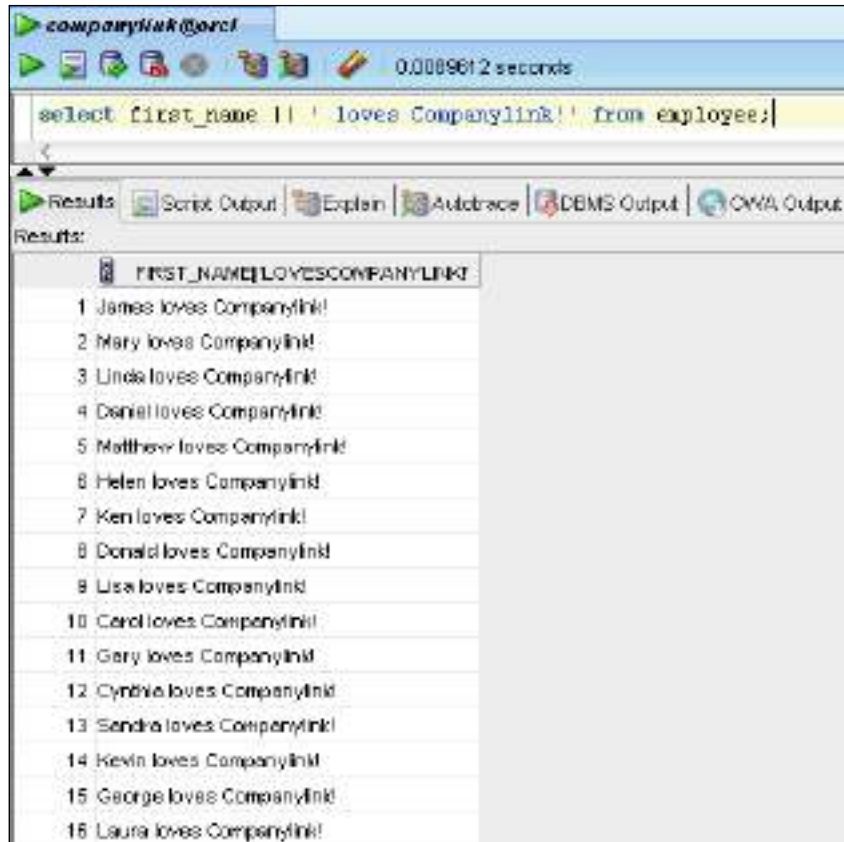 companylink@orcl
0.0089612 seconds
select first_name || ' loves Companylink!' from employee;
Results Script Output Explain Autotrace DBMS Output OWA Output
Results:
FIRST_NAME||'LOVESCOMPANYLINK!'
1 James loves Companylink!
2 Mary loves Companylink!
3 Linda loves Companylink!
4 Daniel loves Companylink!
5 Matthew loves Companylink!
6 Helen loves Companylink!
7 Ken loves Companylink!
8 Donald loves Companylink!
9 Lisa loves Companylink!
10 Carol loves Companylink!
11 Gary loves Companylink!
12 Cynthia loves Companylink!
13 Sandra loves Companylink!
14 Kevin loves Companylink!
15 George loves Companylink!
16 Laura loves Companylink!